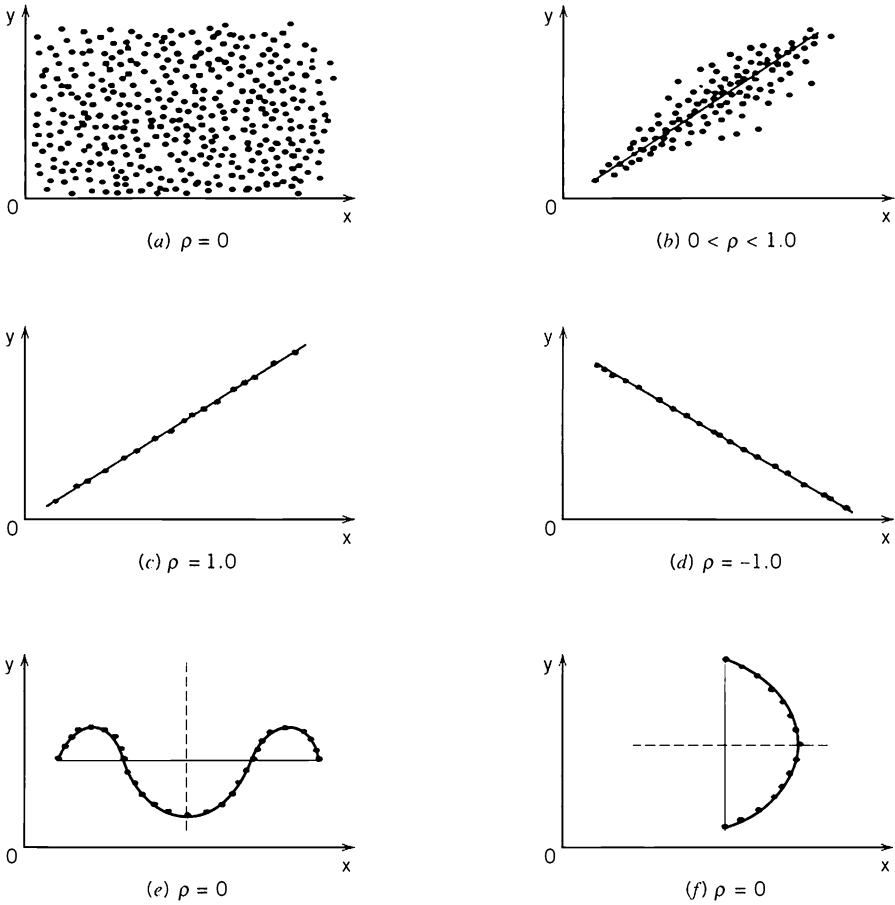 y
y
0
x
0
x
(a) ρ = 0
(b) 0 < ρ < 1.0
y
y
0
x
0
x
(c) ρ = 1.0
(d) ρ = -1.0
y
y
0
x
0
x
(e) ρ = 0
(f) ρ = 0